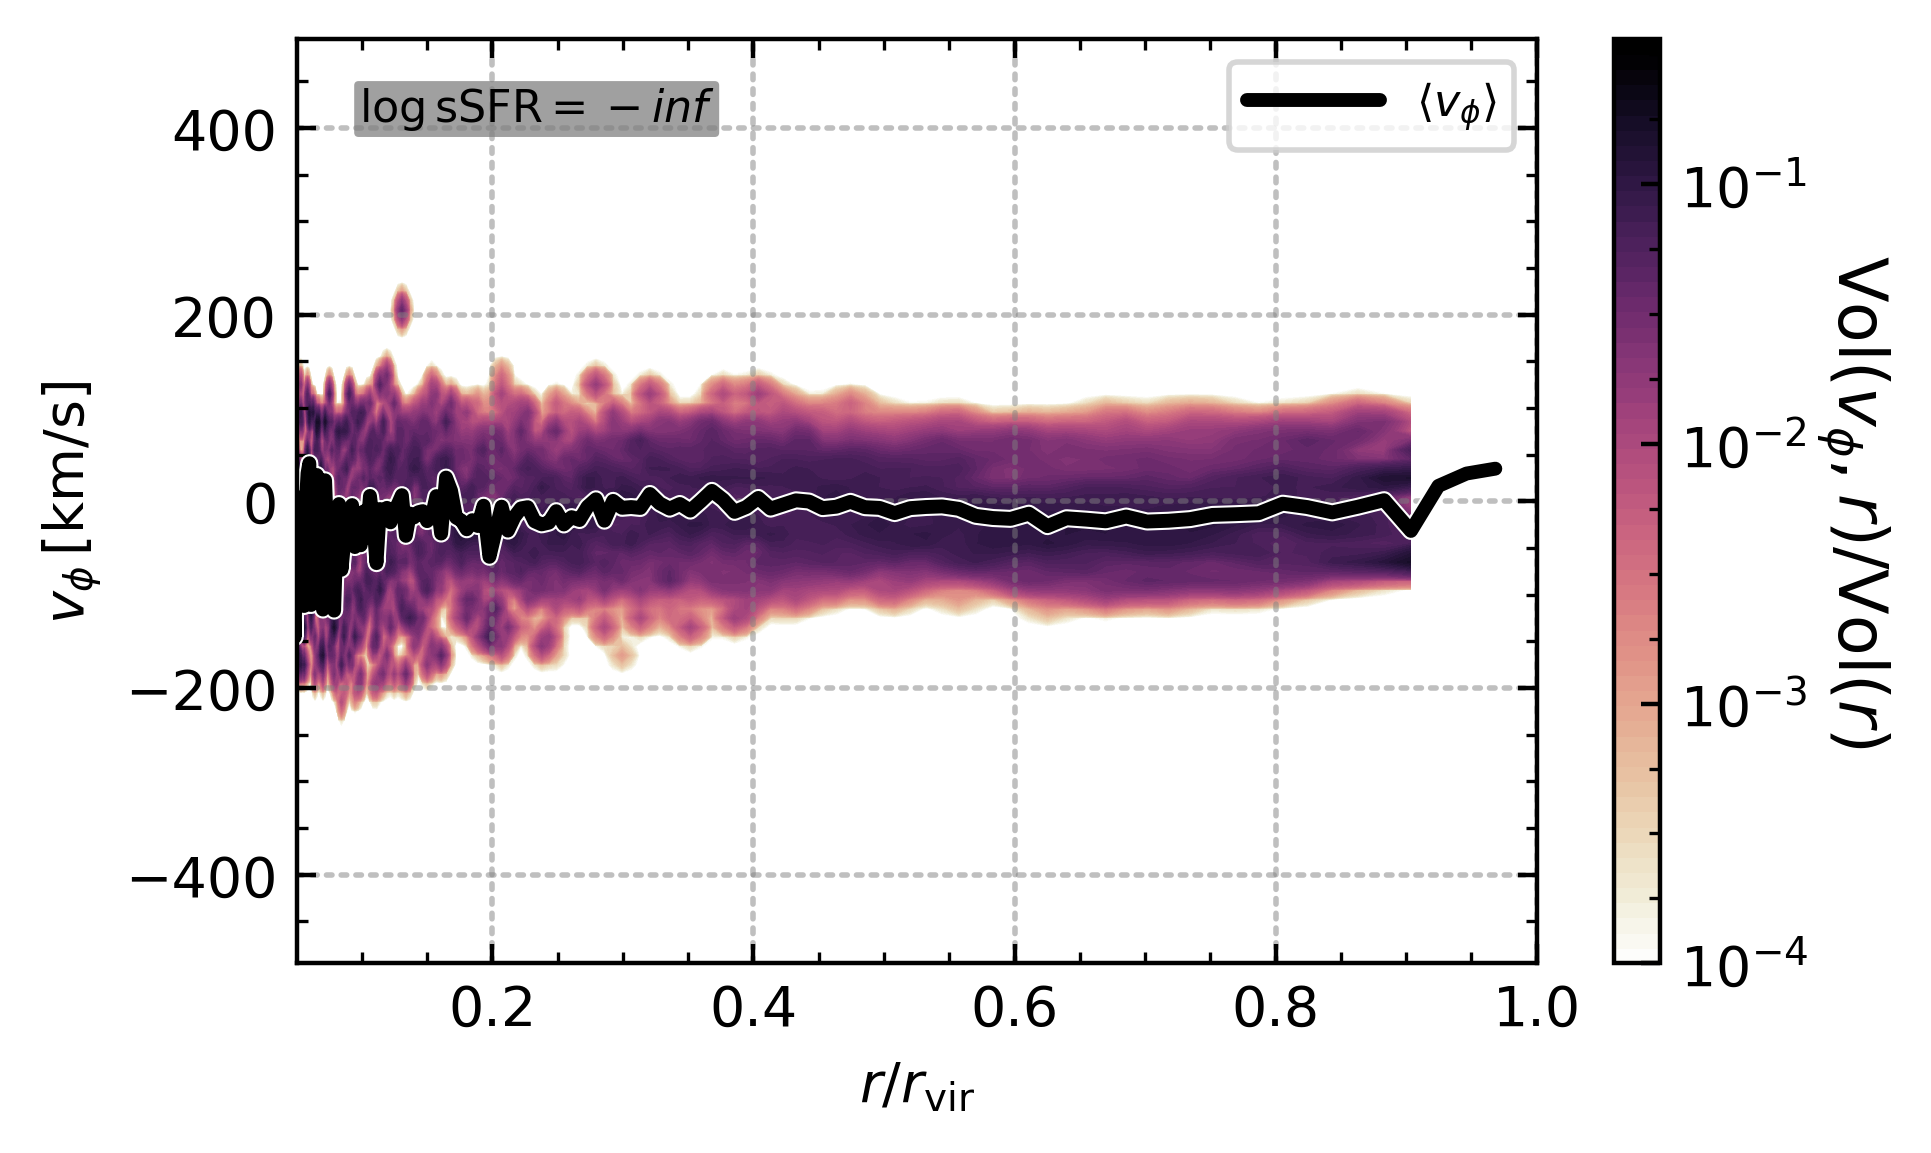 log sSFR = −inf
⟨v_ϕ⟩
400
200
0
−200
−400
v_ϕ [km/s]
0.2 0.4 0.6 0.8 1.0
r/r_vir
10⁻¹
10⁻²
10⁻³
10⁻⁴
Vol(v_ϕ, r)/Vol(r)